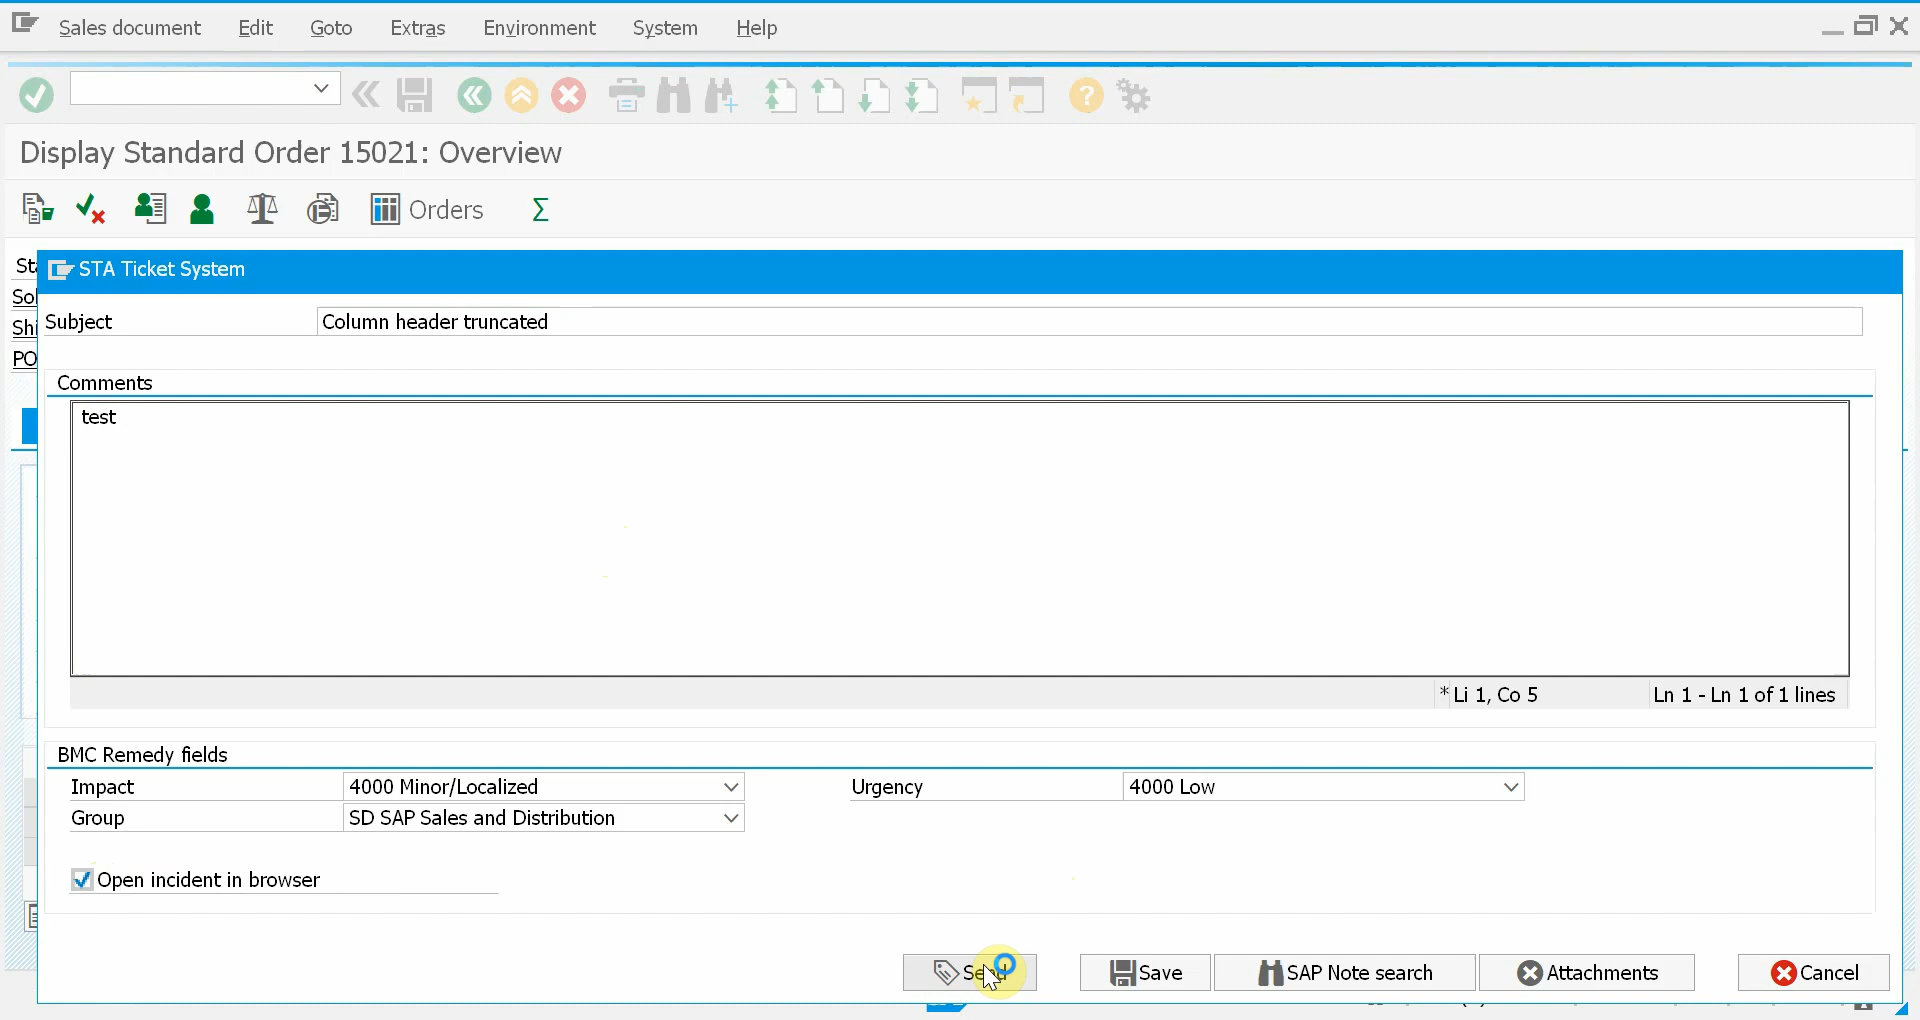 Sales document Edit Goto Extras Environment System Help
Display Standard Order 15021: Overview
Orders
STA Ticket System
Subject Column header truncated
Comments
test
* Li 1, Co 5 Ln 1 - Ln 1 of 1 lines
BMC Remedy fields
Impact 4000 Minor/Localized Urgency 4000 Low
Group SD SAP Sales and Distribution
Open incident in browser
Send Save SAP Note search Attachments Cancel